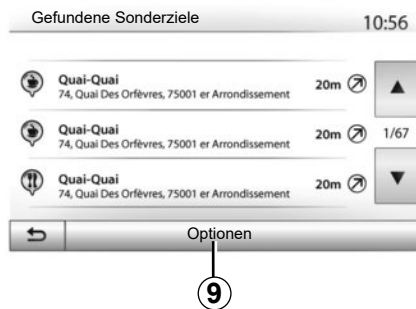 Gefundene Sonderziele 10:56
Quai-Quai
74, Quai Des Orfèvres, 75001 er Arrondissement
20m
Quai-Quai
74, Quai Des Orfèvres, 75001 er Arrondissement
20m
1/67
Quai-Quai
74, Quai Des Orfèvres, 75001 er Arrondissement
20m
Optionen
9